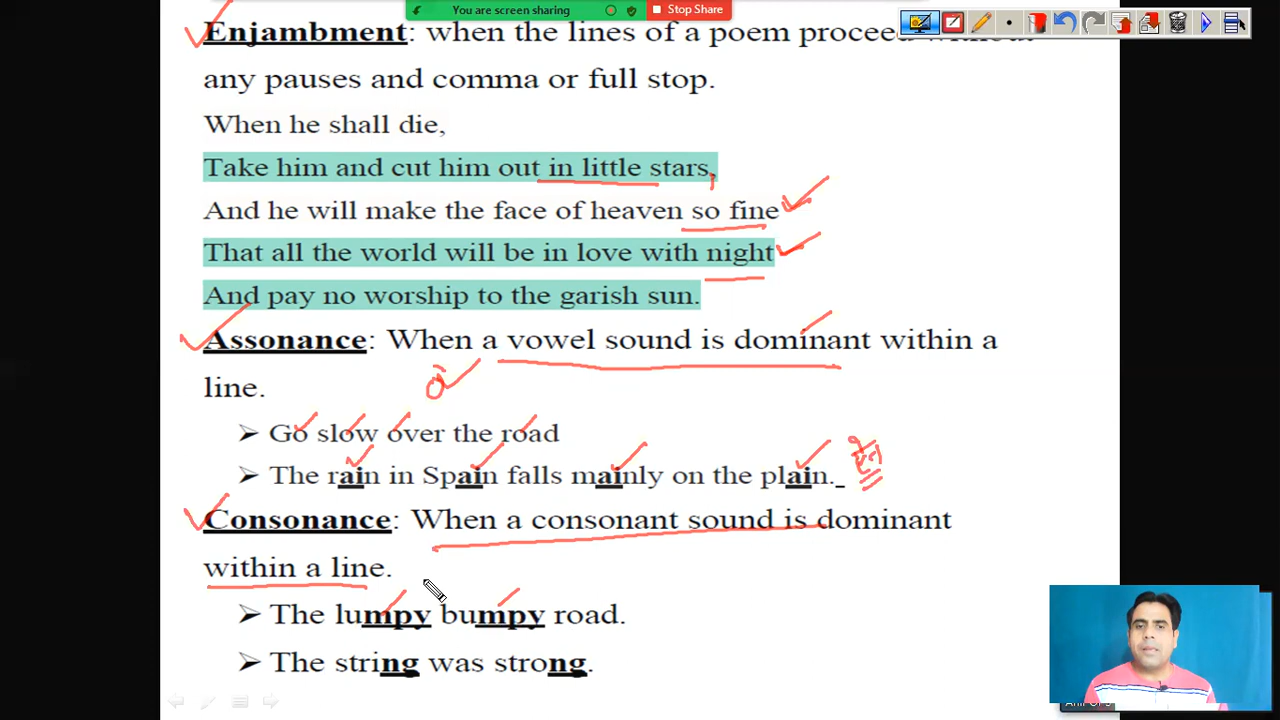 You are screen sharing
Stop Share
Enjambment: when the lines of a poem proceed without
any pauses and comma or full stop.
When he shall die,
Take him and cut him out in little stars,
And he will make the face of heaven so fine
That all the world will be in love with night
And pay no worship to the garish sun.
Assonance: When a vowel sound is dominant within a
line.
➢ Go slow over the road
➢ The rain in Spain falls mainly on the plain.
Consonance: When a consonant sound is dominant
within a line.
➢ The lumpy bumpy road.
➢ The string was strong.